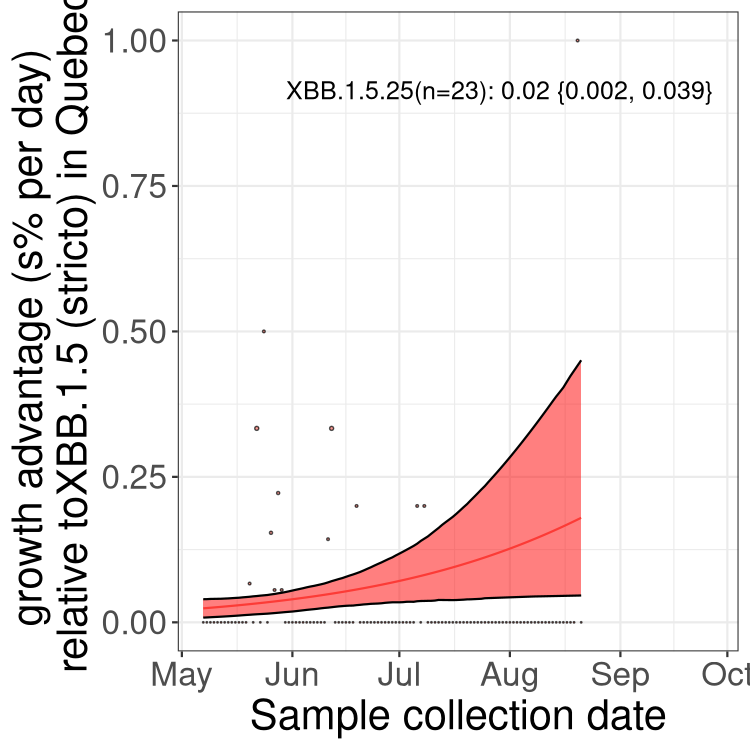 growth advantage (s% per day)
relative toXBB.1.5 (stricto) in Quebec
1.00
XBB.1.5.25(n=23): 0.02 {0.002, 0.039}
0.75
0.50
0.25
0.00
May Jun Jul Aug Sep Oct
Sample collection date